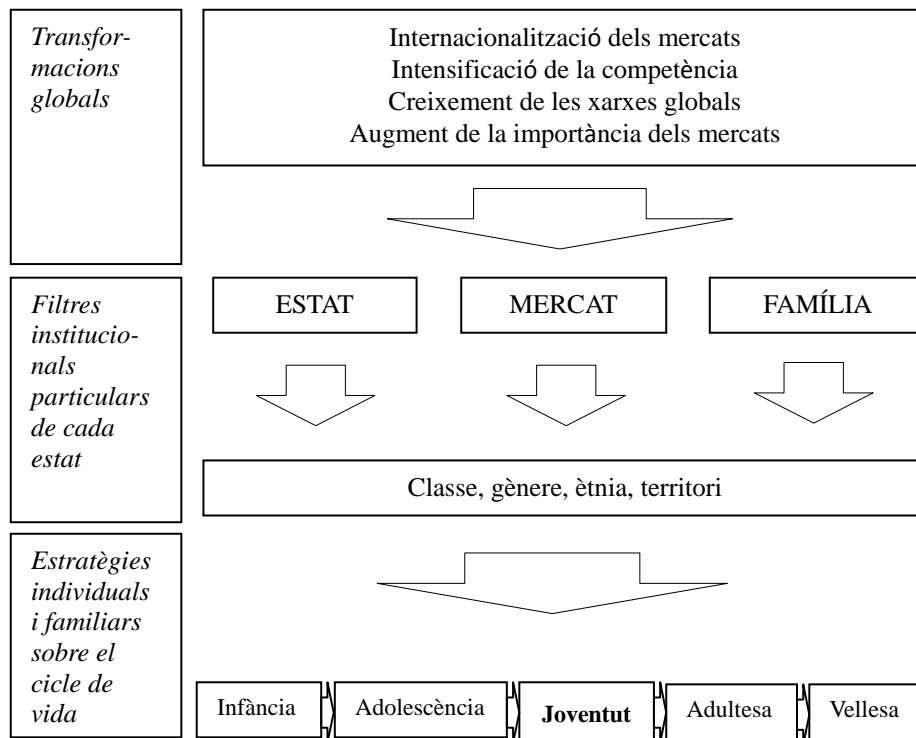 Transfor-
macions
globals
Internacionalització dels mercats
Intensificació de la competència
Creixement de les xarxes globals
Augment de la importància dels mercats
Filtres
institucio-
nals
particulars
de cada
estat
ESTAT
MERCAT
FAMÍLIA
Classe, gènere, ètnia, territori
Estratègies
individuals
i familiars
sobre el
cicle de
vida
Infància
Adolescència
Joventut
Adultesa
Vellesa